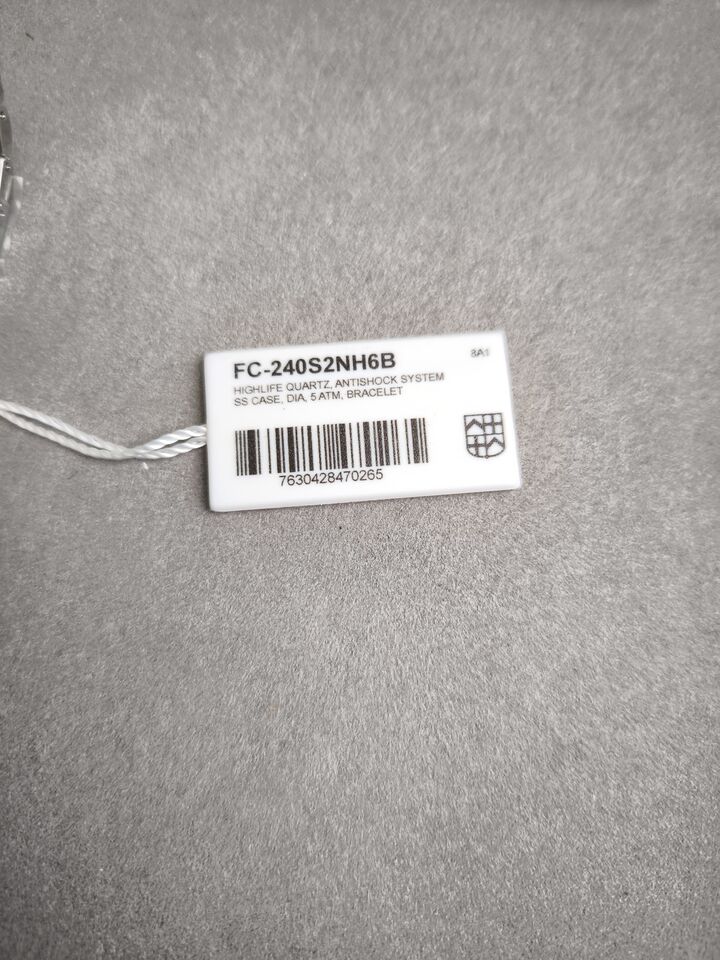 FC-240S2NH6B
8A1
HIGHLIFE QUARTZ, ANTISHOCK SYSTEM
SS CASE, DIA, 5 ATM, BRACELET
7630428470265